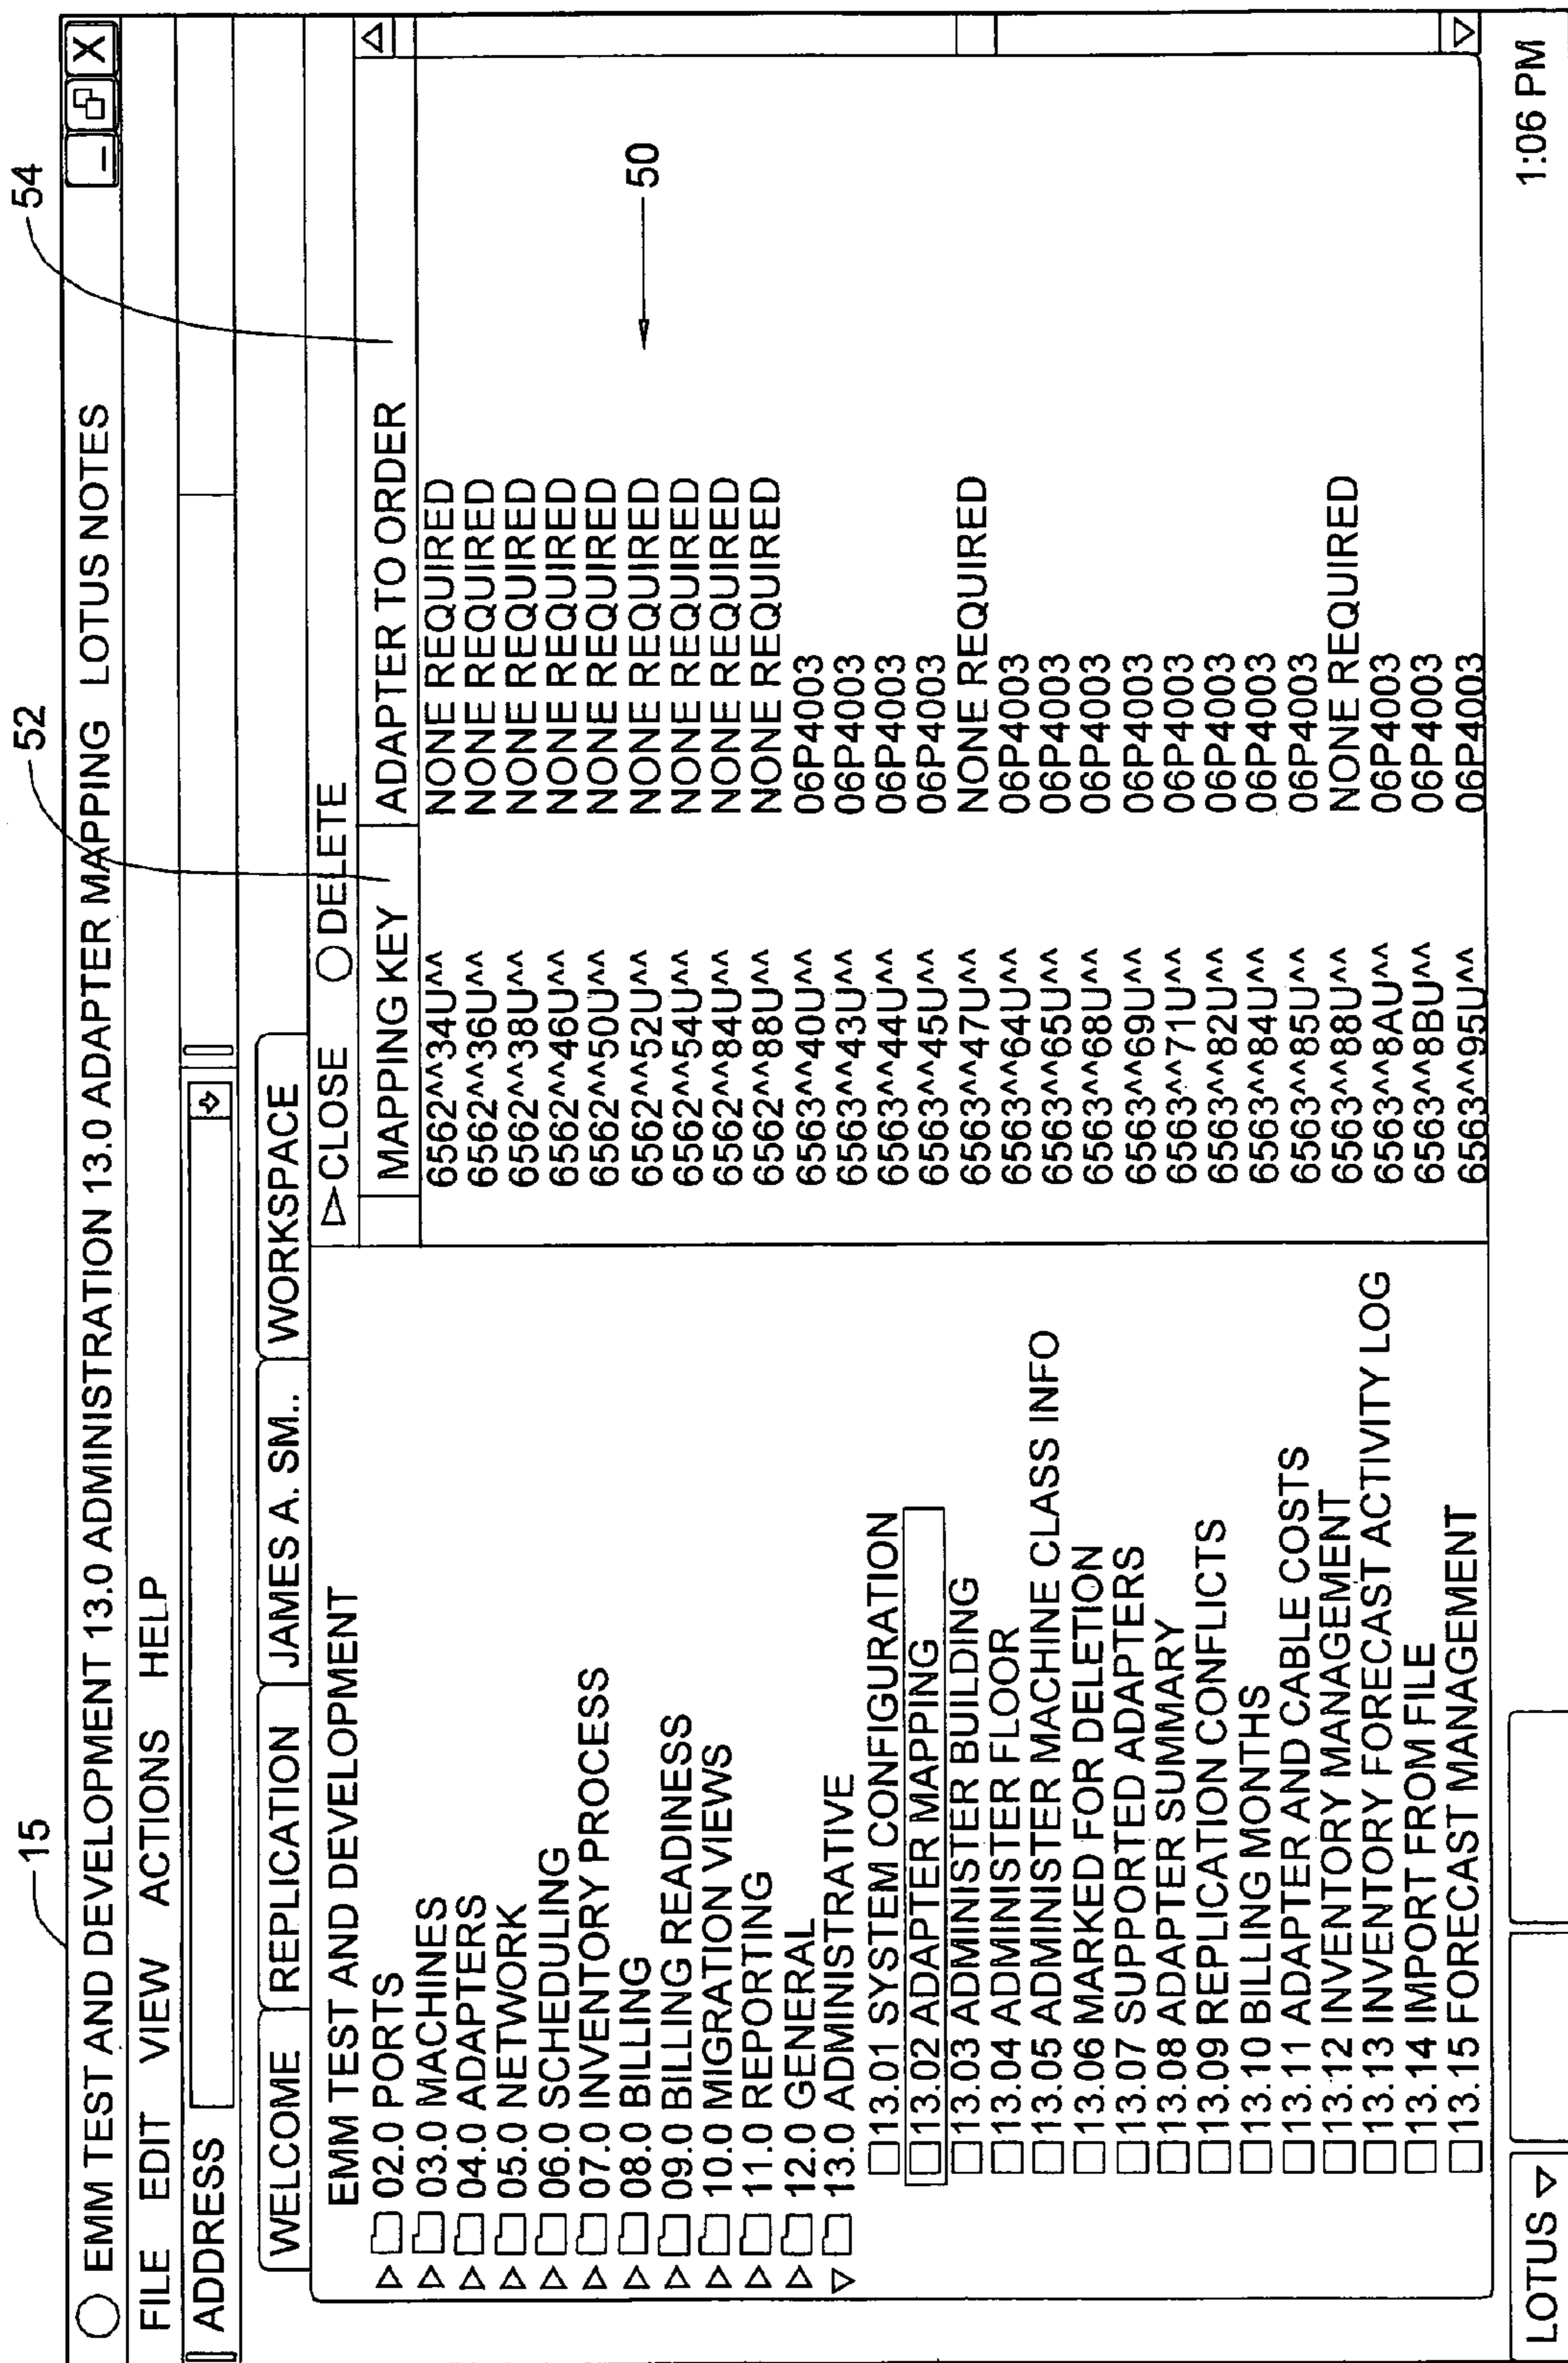 15
52
54
EMM TEST AND DEVELOPMENT 13.0 ADMINISTRATION 13.0 ADAPTER MAPPING LOTUS NOTES
_ X
FILE EDIT VIEW ACTIONS HELP
ADDRESS
WELCOME REPLICATION JAMES A. SM.. WORKSPACE
EMM TEST AND DEVELOPMENT
02.0 PORTS
03.0 MACHINES
04.0 ADAPTERS
05.0 NETWORK
06.0 SCHEDULING
07.0 INVENTORY PROCESS
08.0 BILLING
09.0 BILLING READINESS
10.0 MIGRATION VIEWS
11.0 REPORTING
12.0 GENERAL
13.0 ADMINISTRATIVE
13.01 SYSTEM CONFIGURATION
13.02 ADAPTER MAPPING
13.03 ADMINISTER BUILDING
13.04 ADMINISTER FLOOR
13.05 ADMINISTER MACHINE CLASS INFO
13.06 MARKED FOR DELETION
13.07 SUPPORTED ADAPTERS
13.08 ADAPTER SUMMARY
13.09 REPLICATION CONFLICTS
13.10 BILLING MONTHS
13.11 ADAPTER AND CABLE COSTS
13.12 INVENTORY MANAGEMENT
13.13 INVENTORY FORECAST ACTIVITY LOG
13.14 IMPORT FROM FILE
13.15 FORECAST MANAGEMENT
CLOSE DELETE
MAPPING KEY ADAPTER TO ORDER
6562^^34U^^ NONE REQUIRED
6562^^36U^^ NONE REQUIRED
6562^^38U^^ NONE REQUIRED
6562^^46U^^ NONE REQUIRED
6562^^50U^^ NONE REQUIRED
6562^^52U^^ NONE REQUIRED
6562^^54U^^ NONE REQUIRED
6562^^84U^^ NONE REQUIRED
6562^^88U^^ NONE REQUIRED
6563^^40U^^ 06P4003
6563^^43U^^ 06P4003
6563^^44U^^ 06P4003
6563^^45U^^ 06P4003
6563^^47U^^ NONE REQUIRED
6563^^64U^^ 06P4003
6563^^65U^^ 06P4003
6563^^68U^^ 06P4003
6563^^69U^^ 06P4003
6563^^71U^^ 06P4003
6563^^82U^^ 06P4003
6563^^84U^^ 06P4003
6563^^85U^^ 06P4003
6563^^88U^^ NONE REQUIRED
6563^^8AU^^ 06P4003
6563^^8BU^^ 06P4003
6563^^95U^^ 06P4003
50
LOTUS
1:06 PM